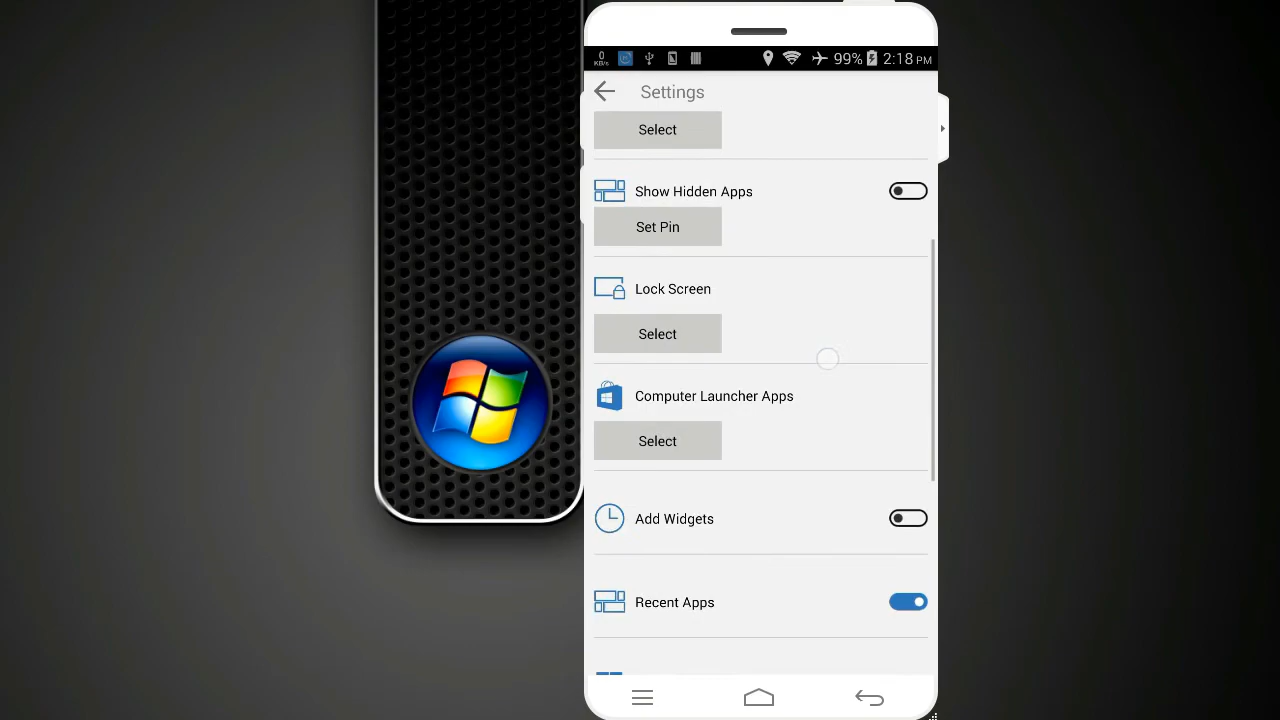 0
KB/s
99%
2:18 PM
Settings
Select
Show Hidden Apps
Set Pin
Lock Screen
Select
Computer Launcher Apps
Select
Add Widgets
Recent Apps